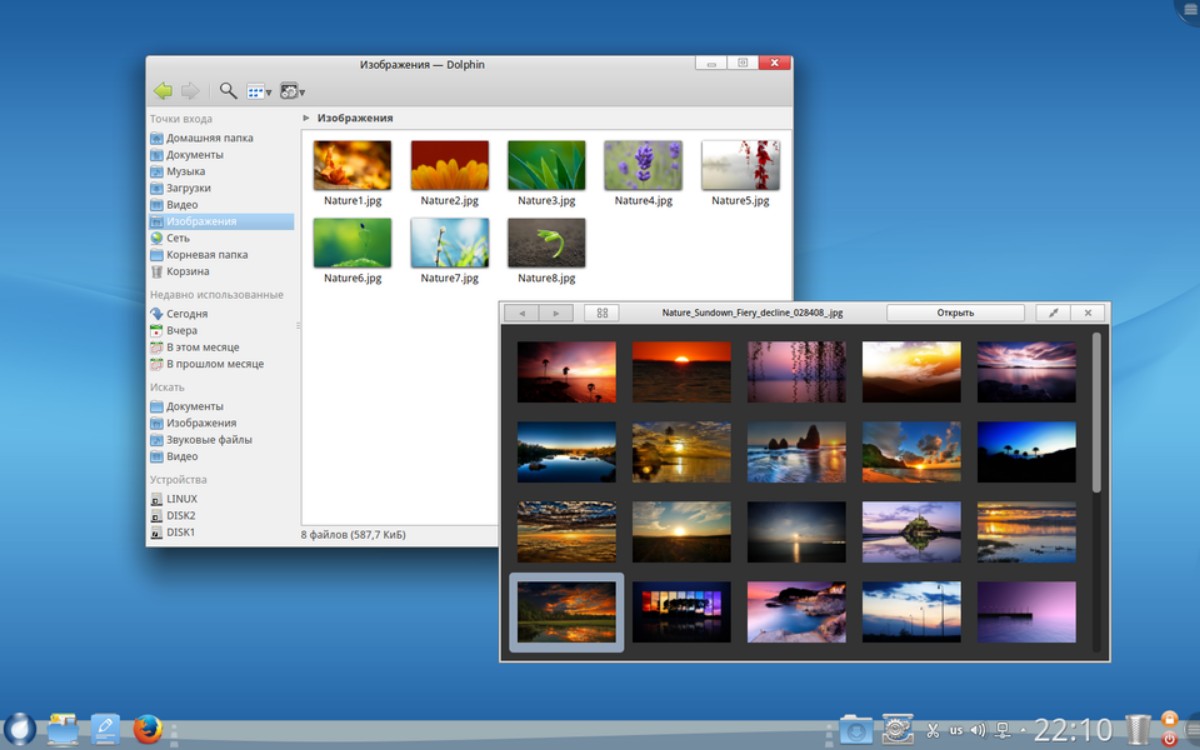 Изображения — Dolphin
Точки входа
Домашняя папка
Документы
Музыка
Загрузки
Видео
Изображения
Сеть
Корневая папка
Корзина
Недавно использованные
Сегодня
Вчера
В этом месяце
В прошлом месяце
Искать
Документы
Изображения
Звуковые файлы
Видео
Устройства
LINUX
DISK2
DISK1
Изображения
Nature1.jpg
Nature2.jpg
Nature3.jpg
Nature4.jpg
Nature5.jpg
Nature6.jpg
Nature7.jpg
Nature8.jpg
8 файлов (587,7 КиБ)
Nature_Sundown_Fiery_decline_028408_.jpg
Открыть
us
22:10